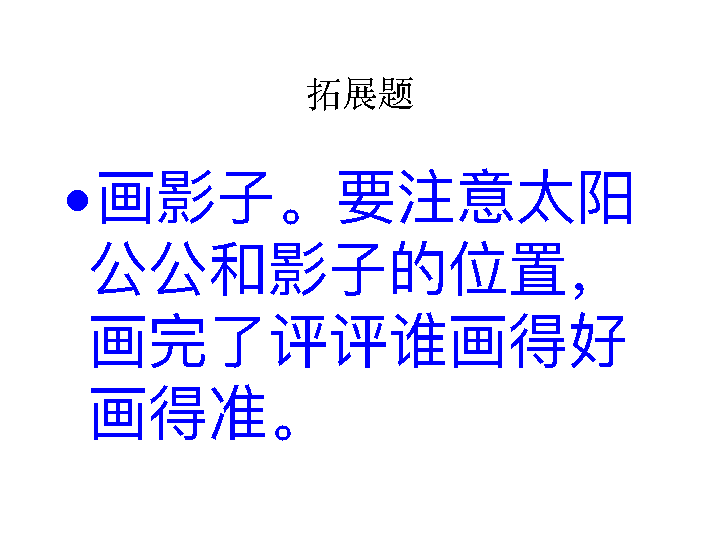 拓展题
•画影子。要注意太阳
公公和影子的位置，
画完了评评谁画得好
画得准。